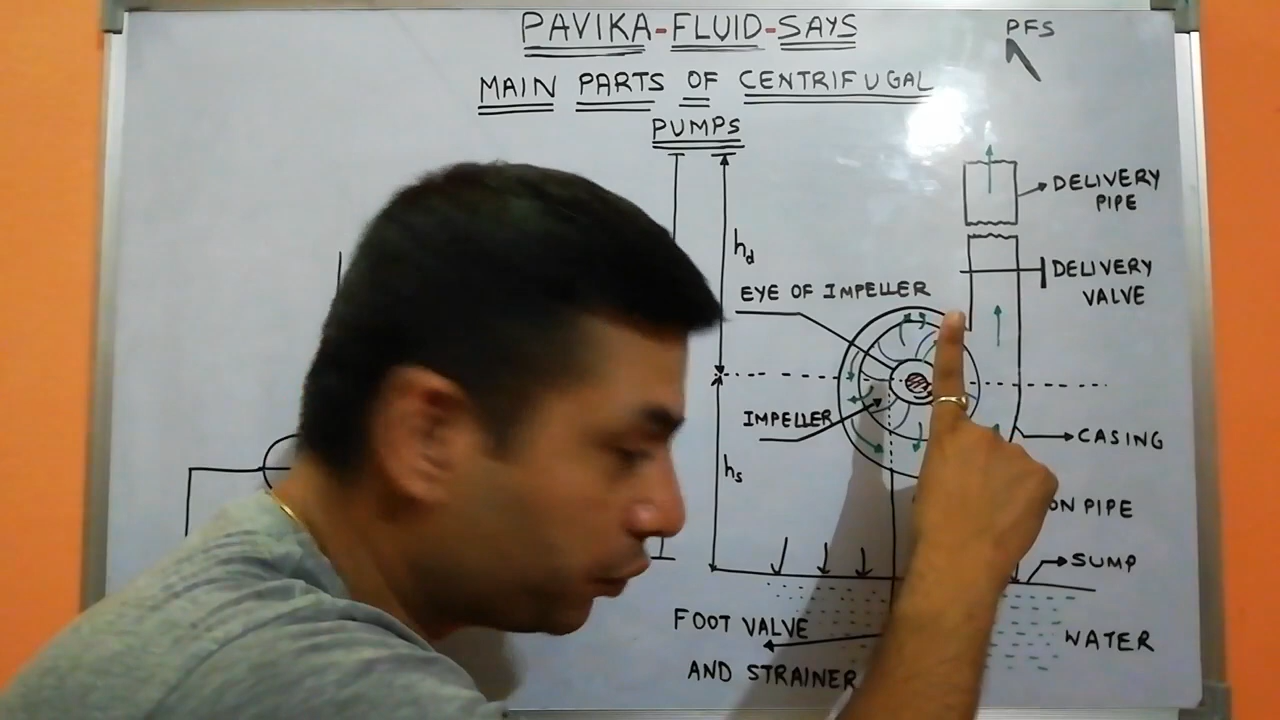 PAVIKA-FLUID-SAYS
PFS
MAIN PARTS OF CENTRIFUGAL
PUMPS
DELIVERY
PIPE
hd
DELIVERY
VALVE
EYE OF IMPELLER
IMPELLER
CASING
hs
PIPE
SUMP
FOOT VALVE
WATER
AND STRAINER